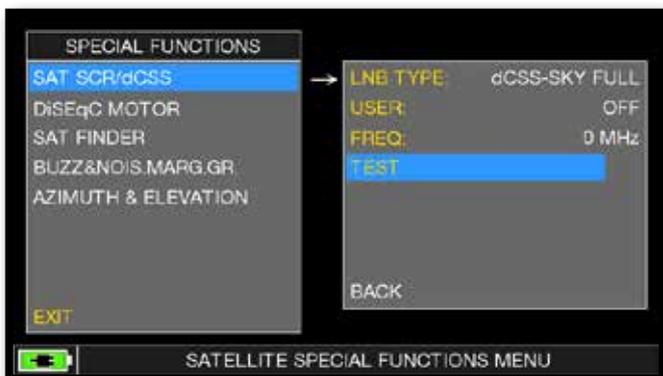 SPECIAL FUNCTIONS
SAT SCR/dCSS
DiSEqC MOTOR
SAT FINDER
BUZZ&NOIS.MARG.GR.
AZIMUTH & ELEVATION
EXIT
LNB TYPE: dCSS-SKY FULL
USER: OFF
FREQ: 0 MHz
TEST
BACK
SATELLITE SPECIAL FUNCTIONS MENU